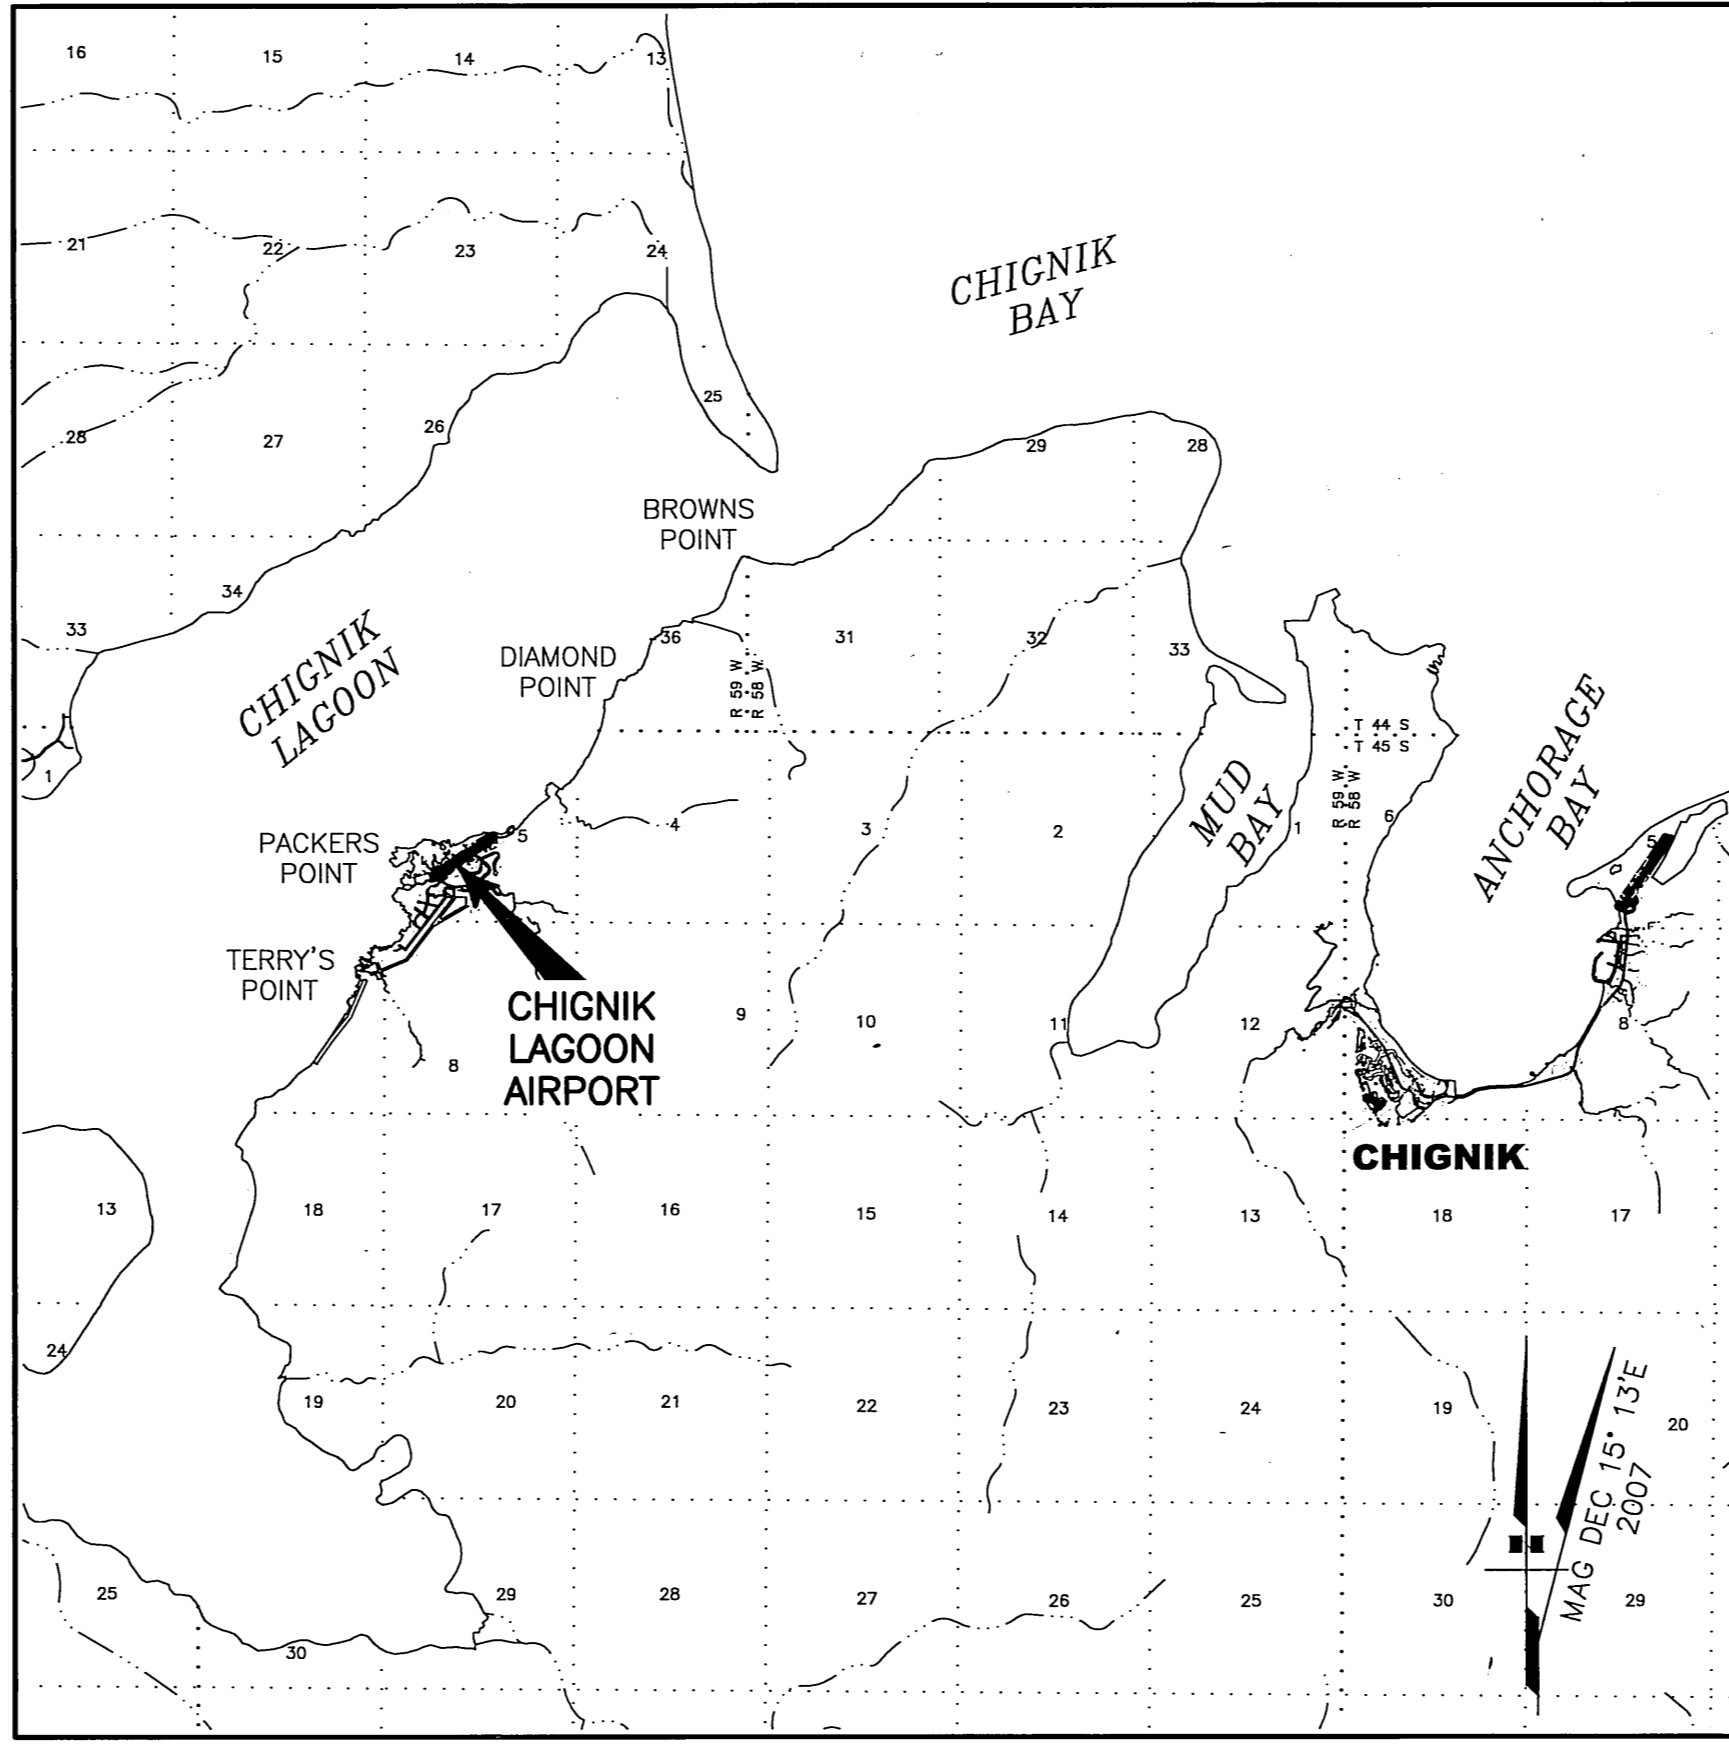 16 15 14 13
21 22 23 24
CHIGNIK
BAY
25
28 27 26
29 28
BROWNS
POINT
34
33
CHIGNIK
LAGOON
DIAMOND
POINT
36 31 32 33
R 59 W
R 58 W
T 44 S
T 45 S
R 59 W
R 58 W
ANCHORAGE
BAY
MUD
BAY
1
PACKERS
POINT
5 4 3 2 1 6 5
TERRY'S
POINT
CHIGNIK
LAGOON
AIRPORT
8 9 10 11 12 8
CHIGNIK
13 18 17 16 15 14 13 18 17
24
19 20 21 22 23 24 19 20
MAG DEC 15° 13'E
2007
25 29 28 27 26 25 30 29
30